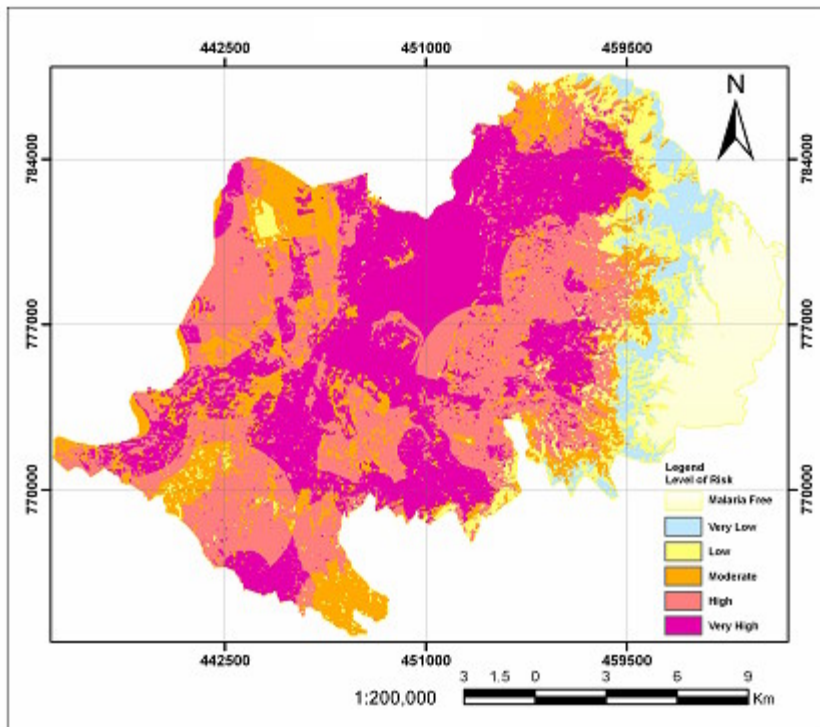 442500 451000 459500
N
784000 784000
777000 777000
770000 770000
Legend
Level of Risk
Malaria Free
Very Low
Low
Moderate
High
Very High
442500 451000 459500
3 1.5 0 3 6 9
1:200,000 Km